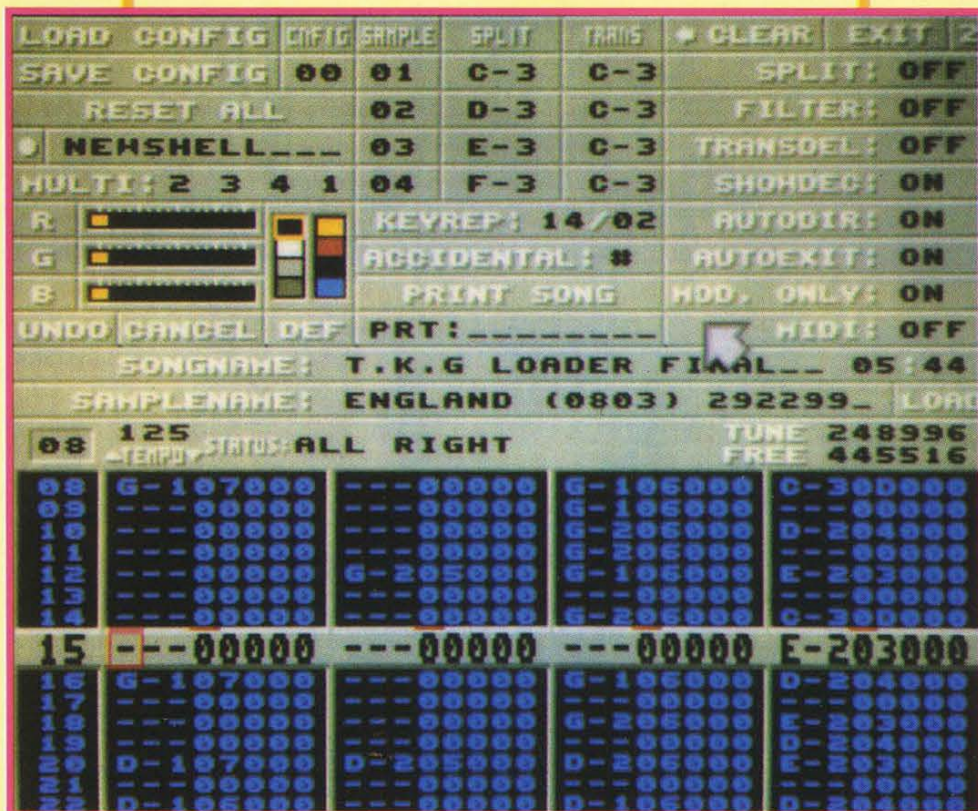 LOAD CONFIG CNFIG SAMPLE SPLIT TRANS CLEAR EXIT 2
SAVE CONFIG 00 01 C-3 C-3 SPLIT: OFF
RESET ALL 02 D-3 C-3 FILTER: OFF
NEWSHELL___ 03 E-3 C-3 TRANSDEL: OFF
MULTI: 2 3 4 1 04 F-3 C-3 SHOWDEC: ON
R KEYREP: 14/02 AUTODIR: ON
G ACCIDENTAL: # AUTOEXIT: ON
B PRINT SONG MOD. ONLY: ON
UNDO CANCEL DEF PRT:_________ MIDI: OFF
SONGNAME: T.K.G LOADER FINAL__ 05:44
SAMPLENAME: ENGLAND (0803) 292299_ LOAD
08 125 TEMPO STATUS: ALL RIGHT TUNE 248996
FREE 445516
08 G-107000 ---00000 G-106000 C-30D000
09 ---00000 ---00000 G-106000 ---00000
10 ---00000 ---00000 G-206000 D-204000
11 ---00000 ---00000 G-206000 ---00000
12 ---00000 G-205000 G-106000 E-203000
13 ---00000 ---00000 ---00000 ---00000
14 ---00000 ---00000 G-206000 C-30D000
15 ---00000 ---00000 ---00000 E-203000
16 G-107000 ---00000 G-106000 D-204000
17 ---00000 ---00000 ---00000 ---00000
18 ---00000 ---00000 G-206000 E-203000
19 ---00000 ---00000 ---00000 D-204000
20 D-107000 D-205000 D-206000 E-203000
21 ---00000 ---00000 ---00000 ---00000
22 D-106000 ---00000 D-106000